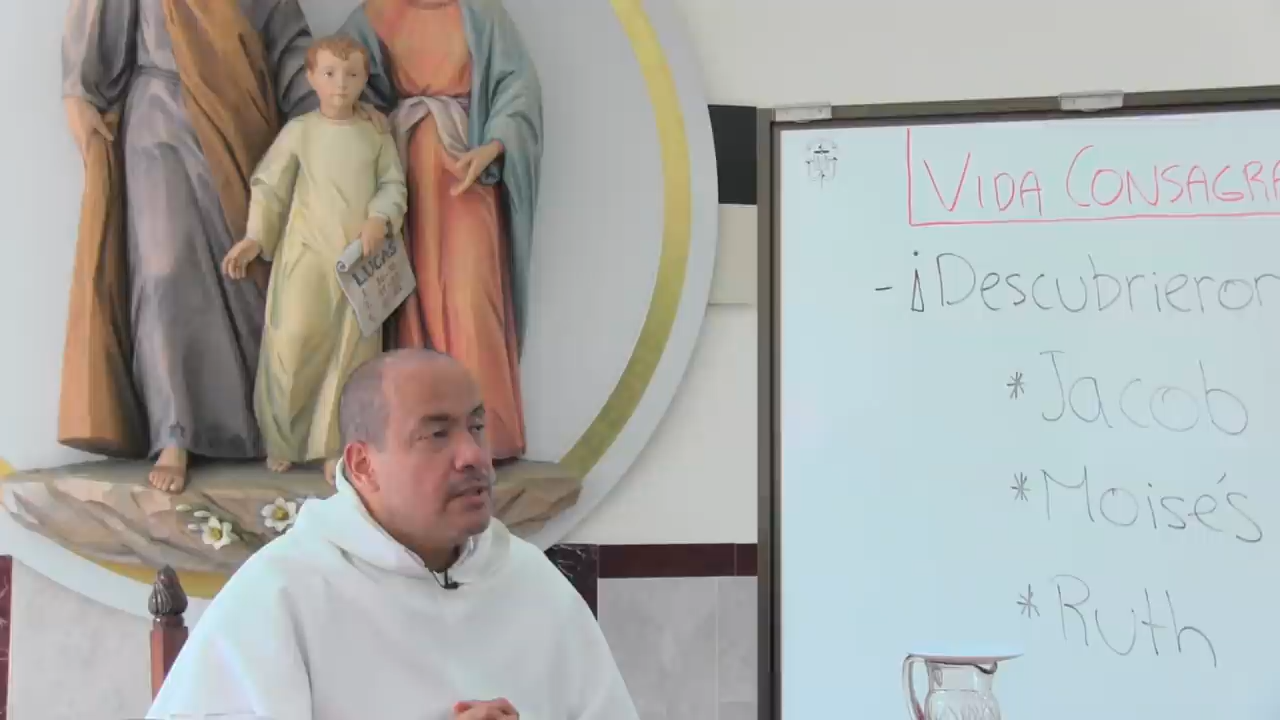 LUCAS
VIDA CONSAGRA
- ¡Descubrieron
* Jacob
* Moisés
* Ruth